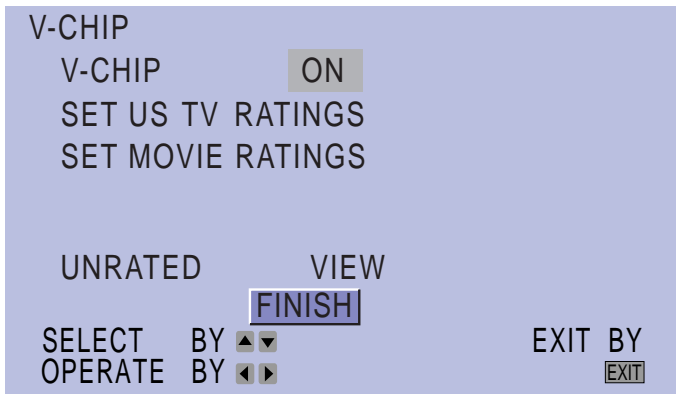 V-CHIP
V-CHIP ON
SET US TV RATINGS
SET MOVIE RATINGS
UNRATED VIEW
FINISH
SELECT BY ▲▼ EXIT BY
OPERATE BY ◀▶ EXIT